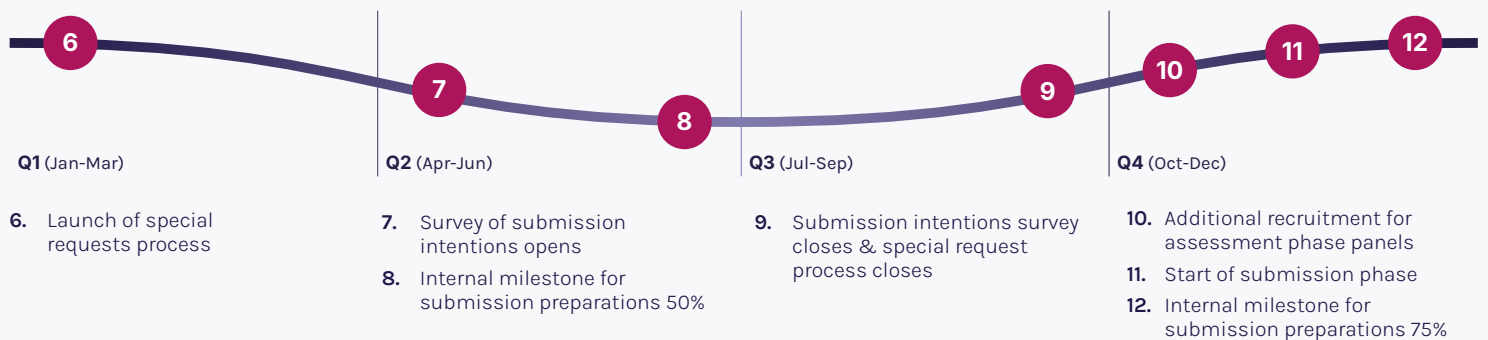 6
7
8
9
10
11
12
Q1 (Jan-Mar)
Q2 (Apr-Jun)
Q3 (Jul-Sep)
Q4 (Oct-Dec)
6. Launch of special
requests process
7. Survey of submission
intentions opens
8. Internal milestone for
submission preparations 50%
9. Submission intentions survey
closes & special request
process closes
10. Additional recruitment for
assessment phase panels
11. Start of submission phase
12. Internal milestone for
submission preparations 75%